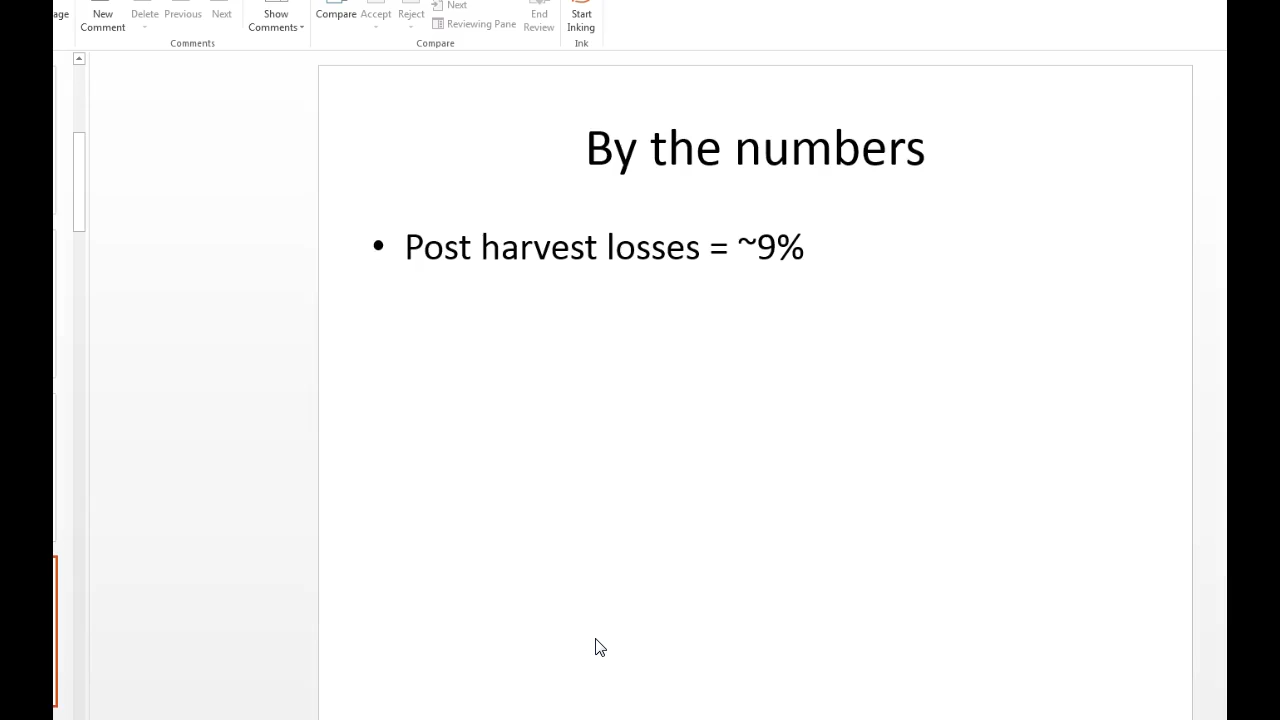 age
New Comment
Delete
Previous
Next
Show Comments
Comments
Compare
Accept
Reject
Next
Reviewing Pane
End Review
Compare
Start Inking
Ink
By the numbers
• Post harvest losses = ~9%